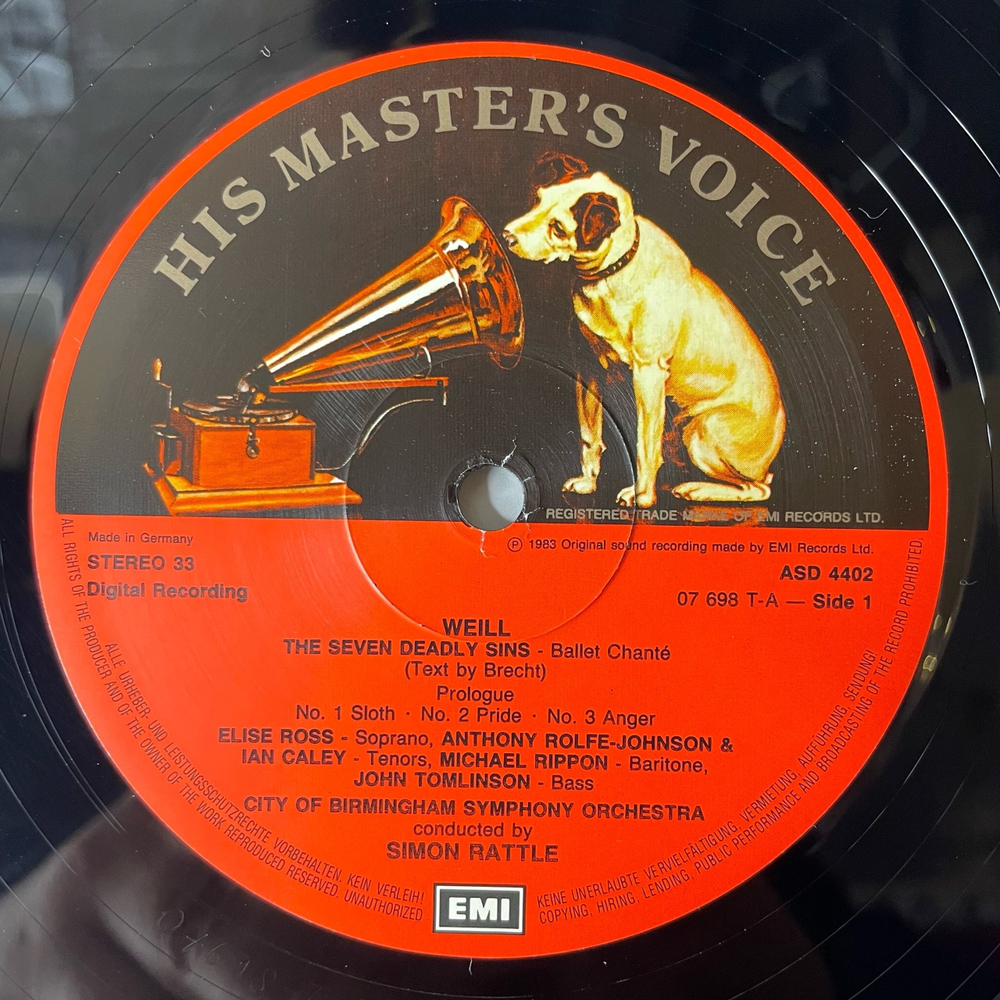 HIS MASTER'S VOICE
REGISTERED TRADE MARKS OF EMI RECORDS LTD.
Made in Germany
℗ 1983 Original sound recording made by EMI Records Ltd.
STEREO 33
ASD 4402
Digital Recording
07 698 T-A — Side 1
WEILL
THE SEVEN DEADLY SINS - Ballet Chanté
(Text by Brecht)
Prologue
No. 1 Sloth · No. 2 Pride · No. 3 Anger
ELISE ROSS - Soprano, ANTHONY ROLFE-JOHNSON &
IAN CALEY - Tenors, MICHAEL RIPPON - Baritone,
JOHN TOMLINSON - Bass
CITY OF BIRMINGHAM SYMPHONY ORCHESTRA
conducted by
SIMON RATTLE
EMI
ALLE URHEBER- UND LEISTUNGSSCHUTZRECHTE VORBEHALTEN. KEIN VERLEIH! KEINE UNERLAUBTE VERVIELFÄLTIGUNG, VERMIETUNG, AUFFÜHRUNG, SENDUNG!
ALL RIGHTS OF THE PRODUCER AND OF THE OWNER OF THE WORK REPRODUCED RESERVED. UNAUTHORIZED COPYING, HIRING, LENDING, PUBLIC PERFORMANCE AND BROADCASTING OF THE RECORD PROHIBITED.